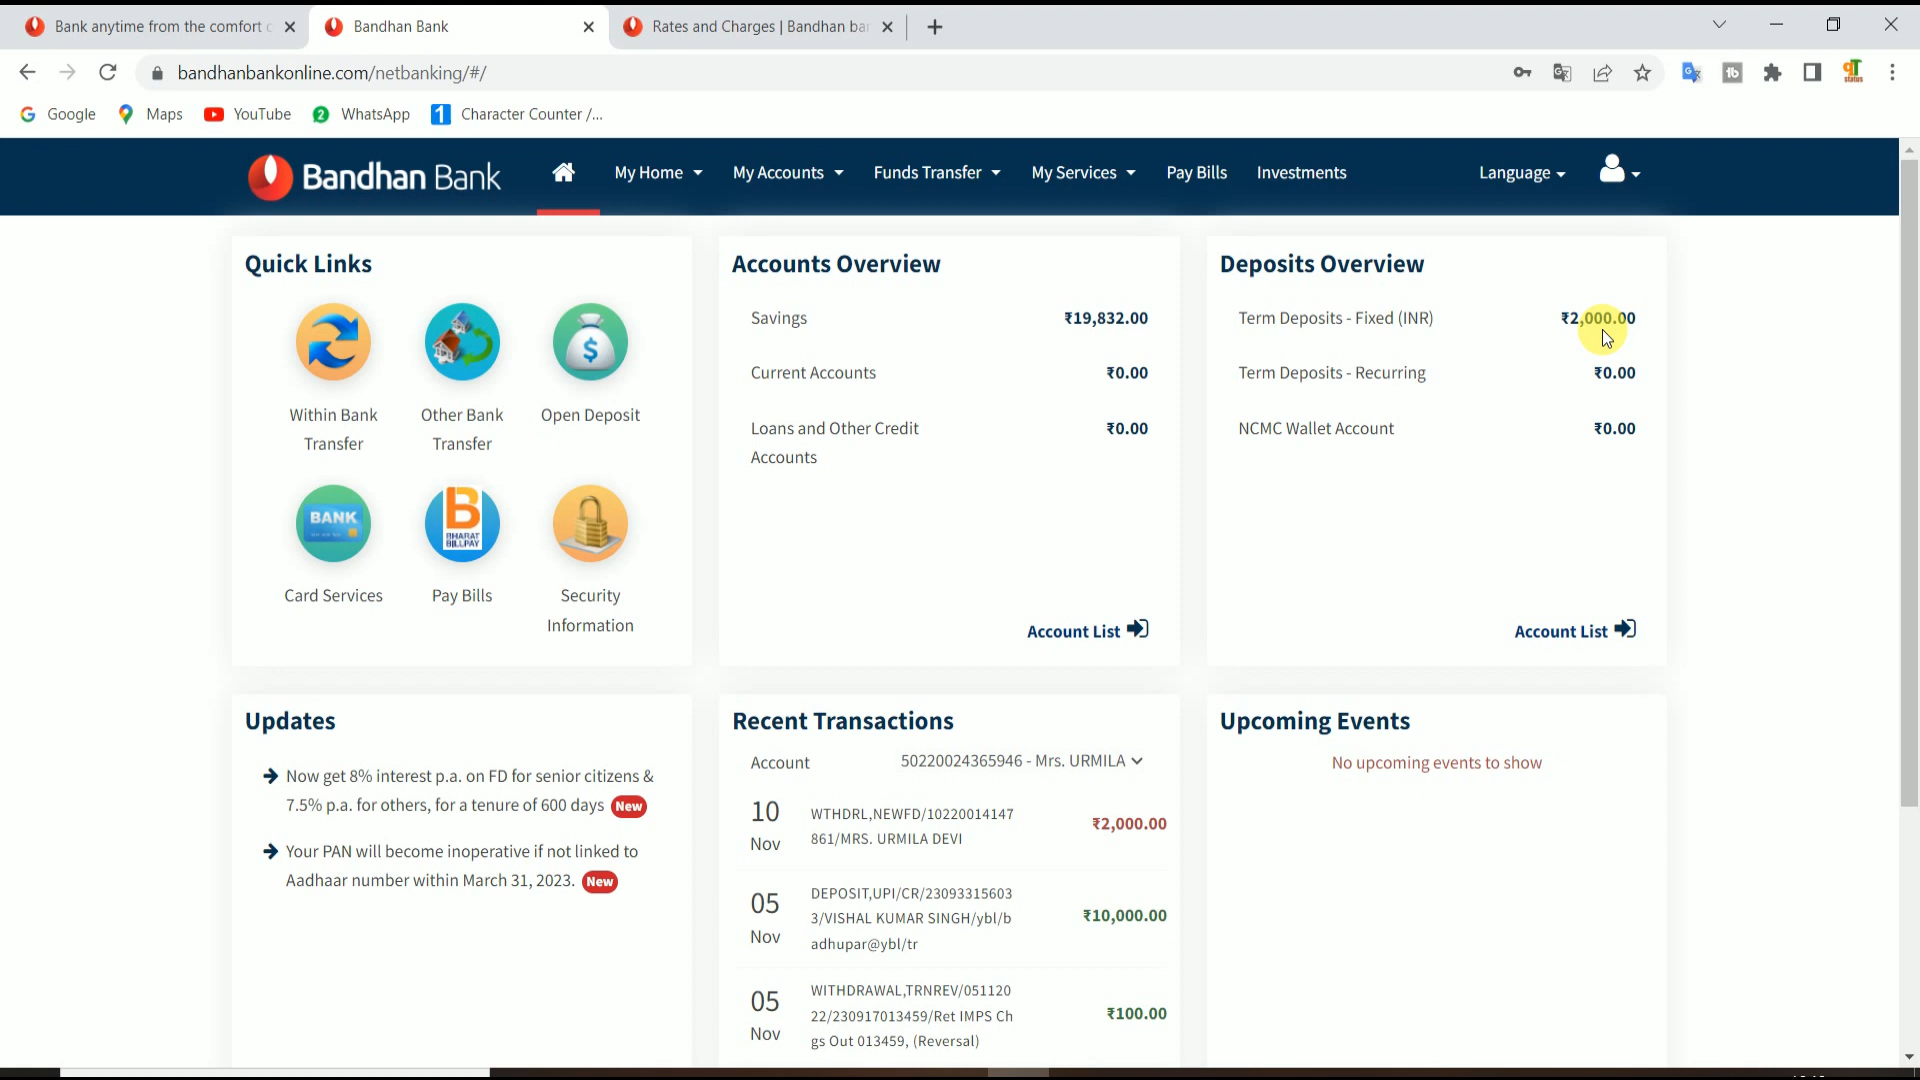 Bank anytime from the comfort c
Bandhan Bank
Rates and Charges | Bandhan bar
bandhanbankonline.com/netbanking/#/
Google
Maps
YouTube
WhatsApp
Character Counter /...
Bandhan Bank
My Home
My Accounts
Funds Transfer
My Services
Pay Bills
Investments
Language
Quick Links
Within Bank
Transfer
Other Bank
Transfer
Open Deposit
BANK
BHARAT
BILLPAY
Card Services
Pay Bills
Security
Information
Accounts Overview
Savings ₹19,832.00
Current Accounts ₹0.00
Loans and Other Credit ₹0.00
Accounts
Account List
Deposits Overview
Term Deposits - Fixed (INR) ₹2,000.00
Term Deposits - Recurring ₹0.00
NCMC Wallet Account ₹0.00
Account List
Updates
Now get 8% interest p.a. on FD for senior citizens &
7.5% p.a. for others, for a tenure of 600 days New
Your PAN will become inoperative if not linked to
Aadhaar number within March 31, 2023. New
Recent Transactions
Account 50220024365946 - Mrs. URMILA
10
Nov
WTHDRL,NEWFD/10220014147
861/MRS. URMILA DEVI
₹2,000.00
05
Nov
DEPOSIT,UPI/CR/23093315603
3/VISHAL KUMAR SINGH/ybl/b
adhupar@ybl/tr
₹10,000.00
05
Nov
WITHDRAWAL,TRNREV/051120
22/230917013459/Ret IMPS Ch
gs Out 013459, (Reversal)
₹100.00
Upcoming Events
No upcoming events to show